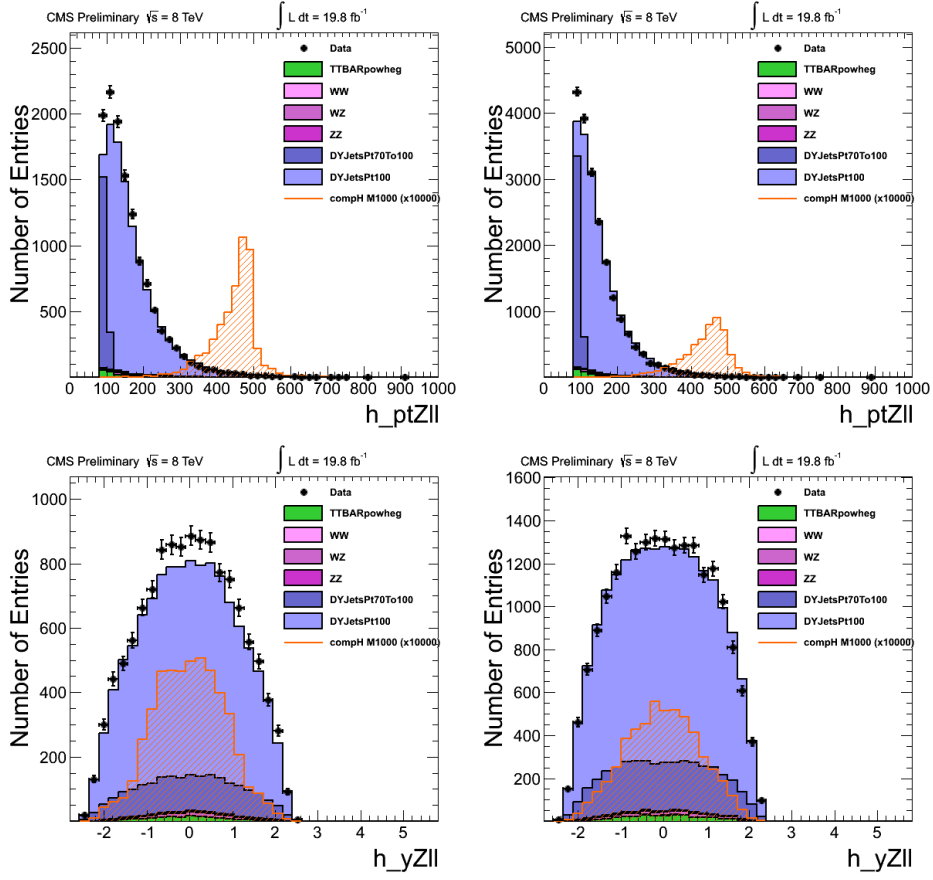 CMS Preliminary √s = 8 TeV ∫ L dt = 19.8 fb⁻¹
Number of Entries
2500
2000
1500
1000
500
Data
TTBARpowheg
WW
WZ
ZZ
DYJetsPt70To100
DYJetsPt100
compH M1000 (x10000)
0 100 200 300 400 500 600 700 800 900 1000
h_ptZll
CMS Preliminary √s = 8 TeV ∫ L dt = 19.8 fb⁻¹
Number of Entries
5000
4000
3000
2000
1000
Data
TTBARpowheg
WW
WZ
ZZ
DYJetsPt70To100
DYJetsPt100
compH M1000 (x10000)
0 100 200 300 400 500 600 700 800 900 1000
h_ptZll
CMS Preliminary √s = 8 TeV ∫ L dt = 19.8 fb⁻¹
Number of Entries
1000
800
600
400
200
Data
TTBARpowheg
WW
WZ
ZZ
DYJetsPt70To100
DYJetsPt100
compH M1000 (x10000)
-2 -1 0 1 2 3 4 5
h_yZll
CMS Preliminary √s = 8 TeV ∫ L dt = 19.8 fb⁻¹
Number of Entries
1600
1400
1200
1000
800
600
400
200
Data
TTBARpowheg
WW
WZ
ZZ
DYJetsPt70To100
DYJetsPt100
compH M1000 (x10000)
-2 -1 0 1 2 3 4 5
h_yZll